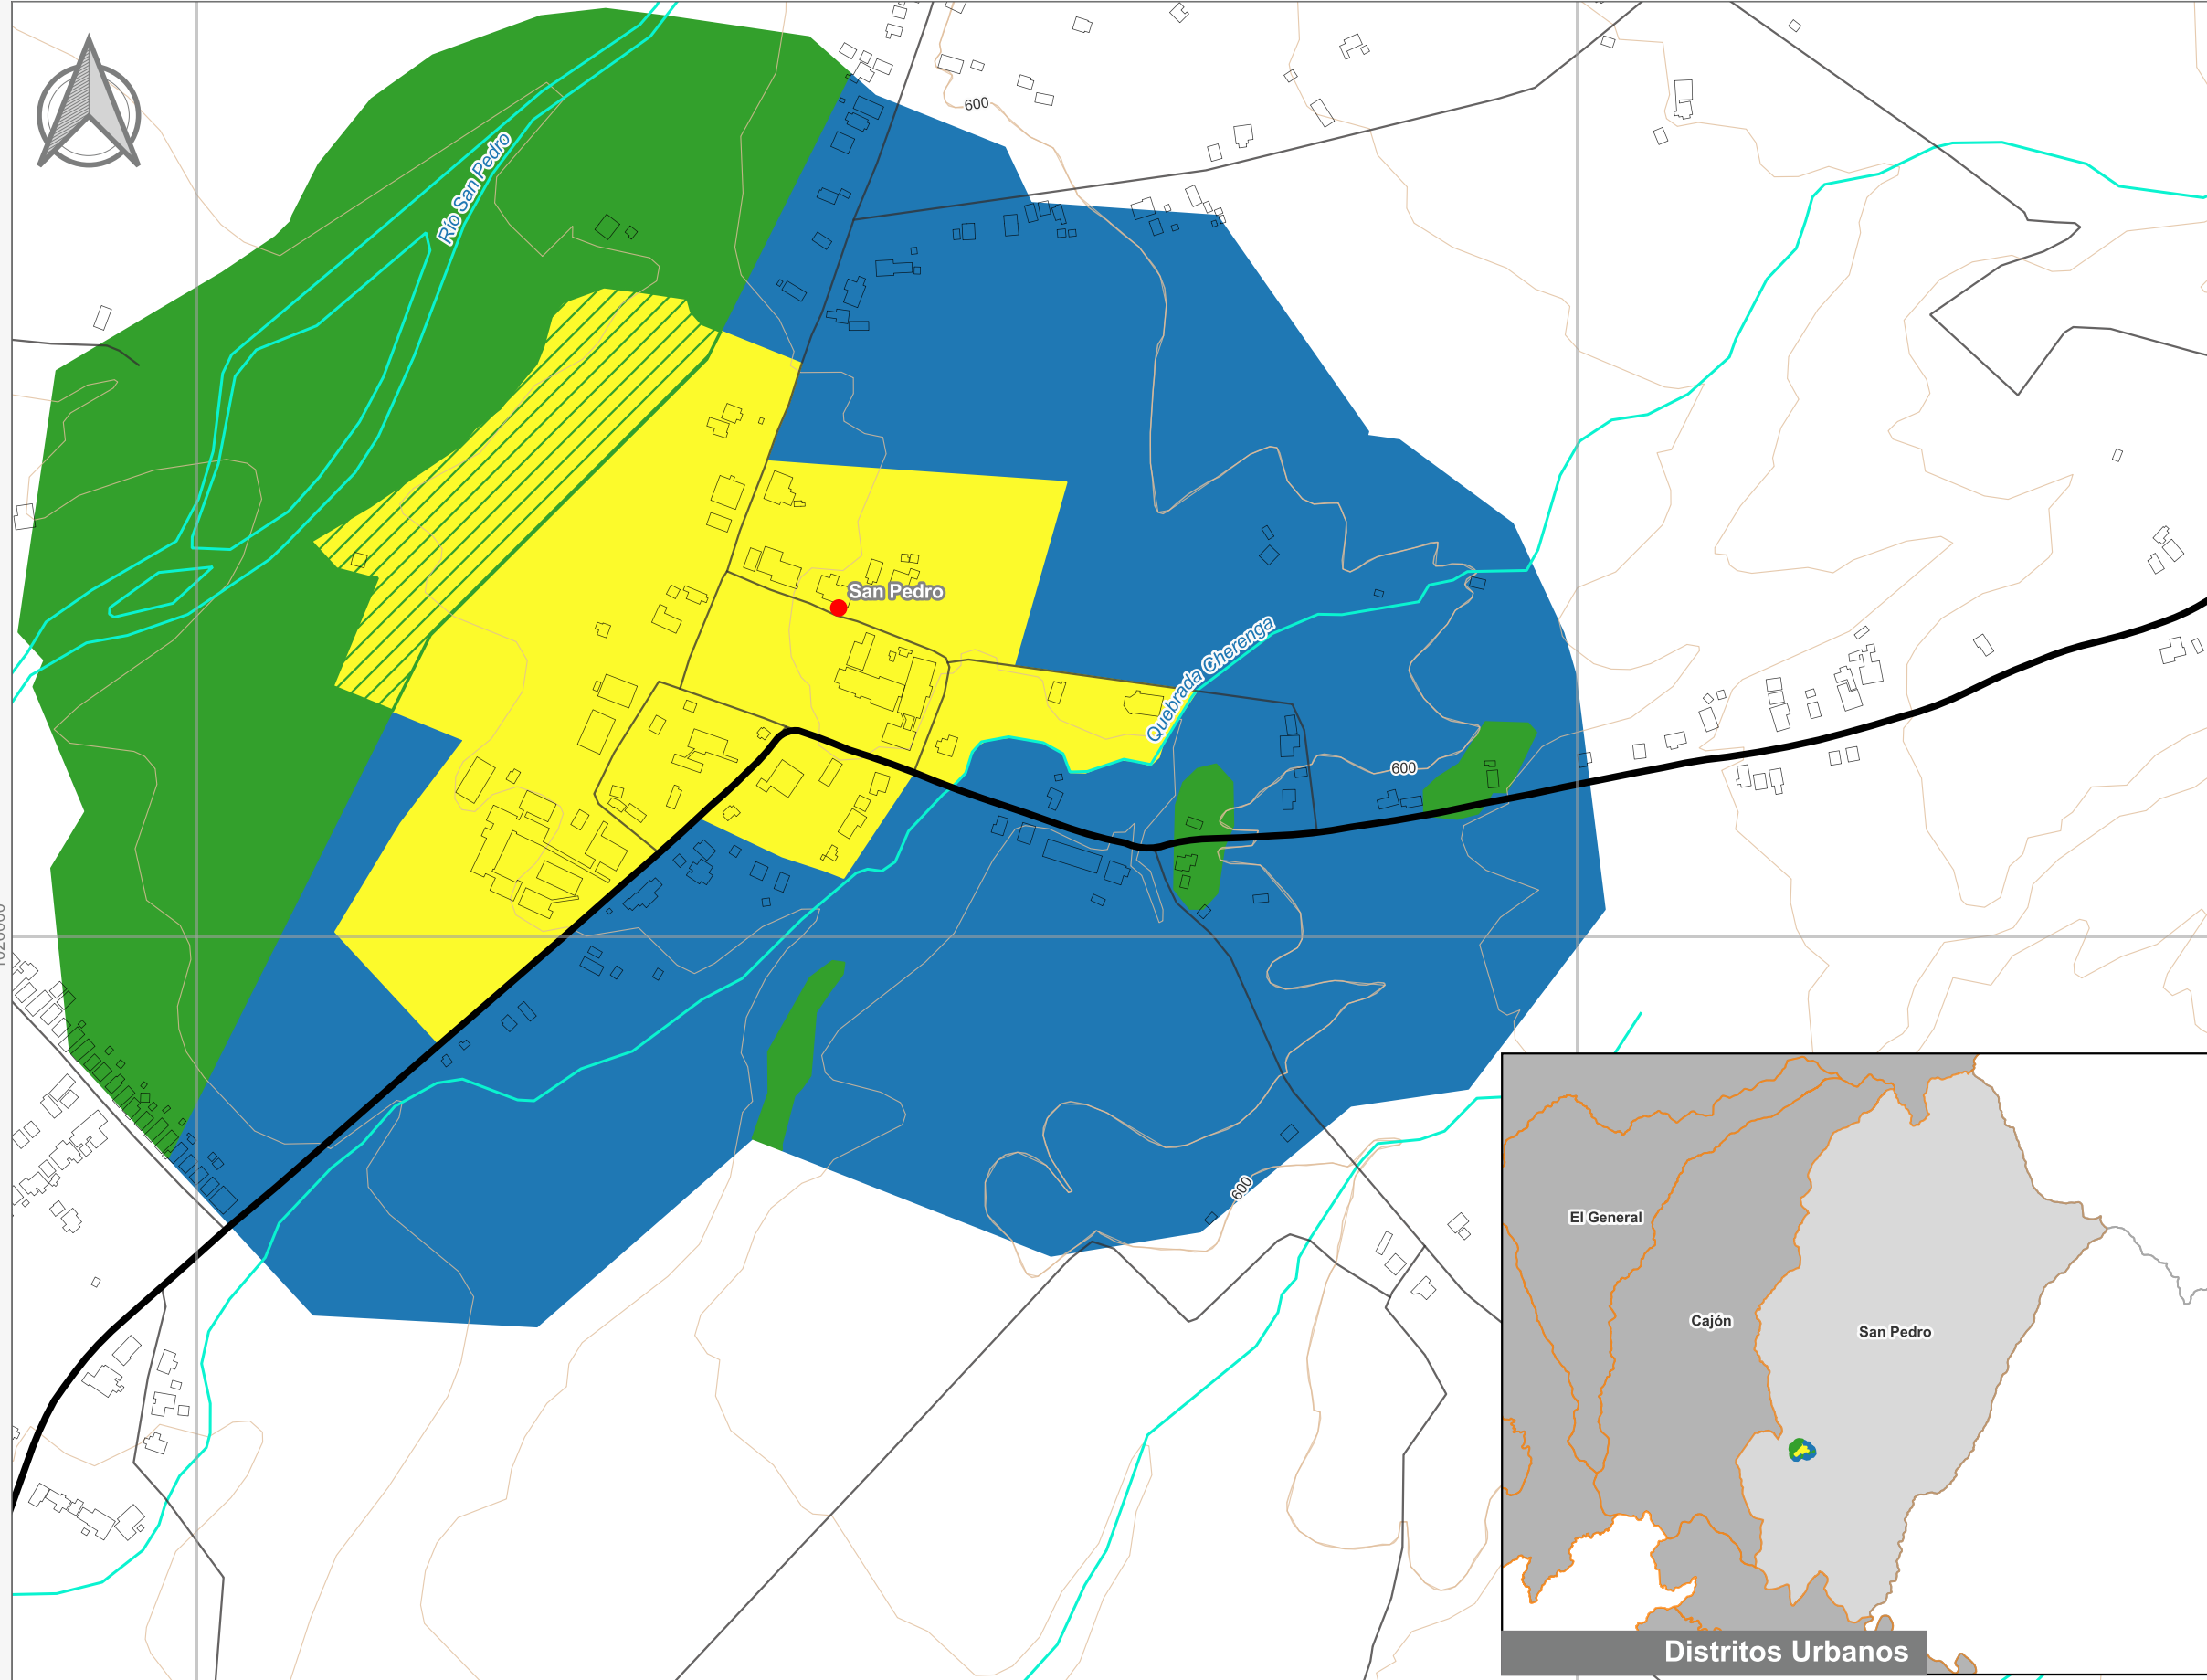 600
Río San Pedro
San Pedro
Quebrada Cherenga
600
600
El General
Cajón
San Pedro
Distritos Urbanos